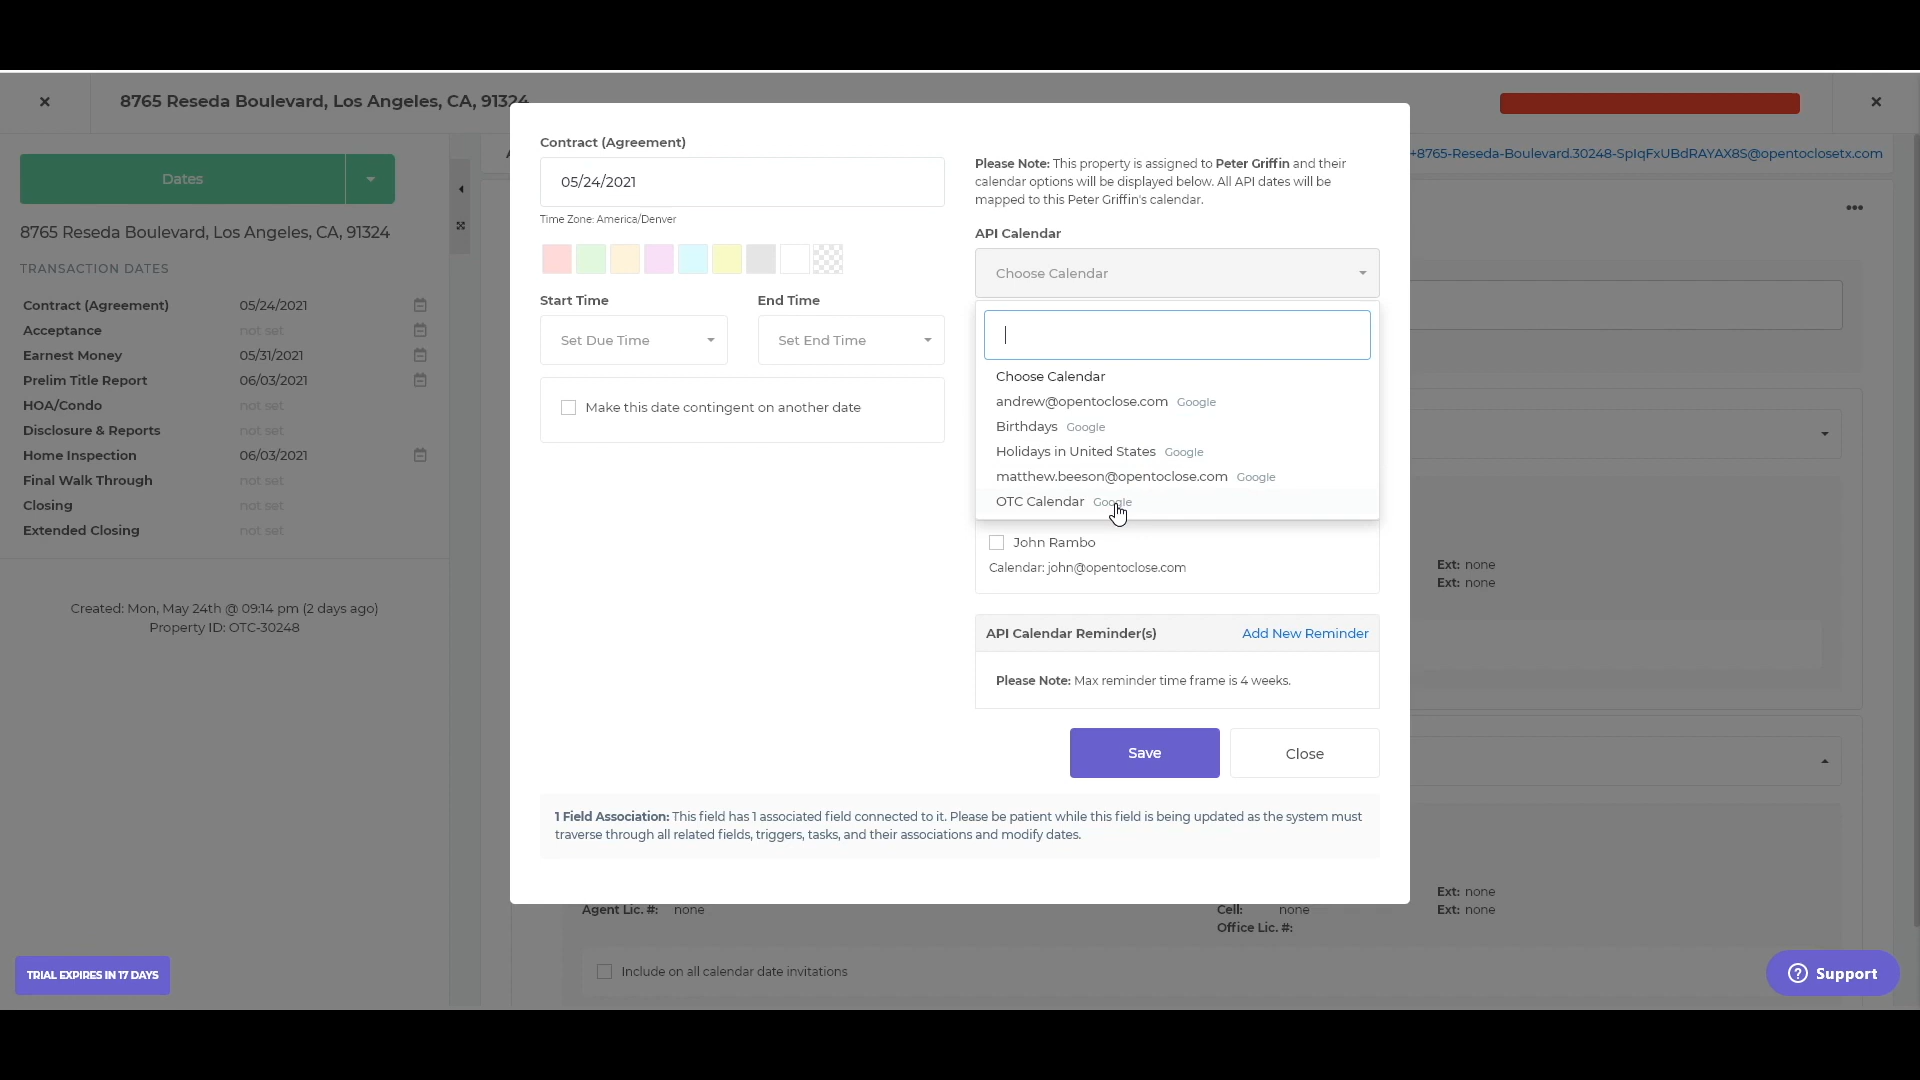 8765 Reseda Boulevard, Los Angeles, CA, 91324
Dates
8765 Reseda Boulevard, Los Angeles, CA, 91324
TRANSACTION DATES
Contract (Agreement) 05/24/2021
Acceptance not set
Earnest Money 05/31/2021
Prelim Title Report 06/03/2021
HOA/Condo not set
Disclosure & Reports not set
Home Inspection 06/03/2021
Final Walk Through not set
Closing not set
Extended Closing not set
Created: Mon, May 24th @ 09:14 pm (2 days ago)
Property ID: OTC-30248
TRIAL EXPIRES IN 17 DAYS
Contract (Agreement)
05/24/2021
Time Zone: America/Denver
Start Time End Time
Set Due Time Set End Time
Make this date contingent on another date
Please Note: This property is assigned to Peter Griffin and their
calendar options will be displayed below. All API dates will be
mapped to this Peter Griffin's calendar.
API Calendar
Choose Calendar
Choose Calendar
andrew@opentoclose.com Google
Birthdays Google
Holidays in United States Google
matthew.beeson@opentoclose.com Google
OTC Calendar Google
John Rambo
Calendar: john@opentoclose.com
API Calendar Reminder(s) Add New Reminder
Please Note: Max reminder time frame is 4 weeks.
Save Close
1 Field Association: This field has 1 associated field connected to it. Please be patient while this field is being updated as the system must
traverse through all related fields, triggers, tasks, and their associations and modify dates.
+8765-Reseda-Boulevard.30248-SpIqFxUBdRAYAX8S@opentoclosetx.com
Ext: none
Ext: none
Ext: none
Agent Lic. #: none Cell: none Ext: none
Office Lic. #:
Include on all calendar date invitations
Support